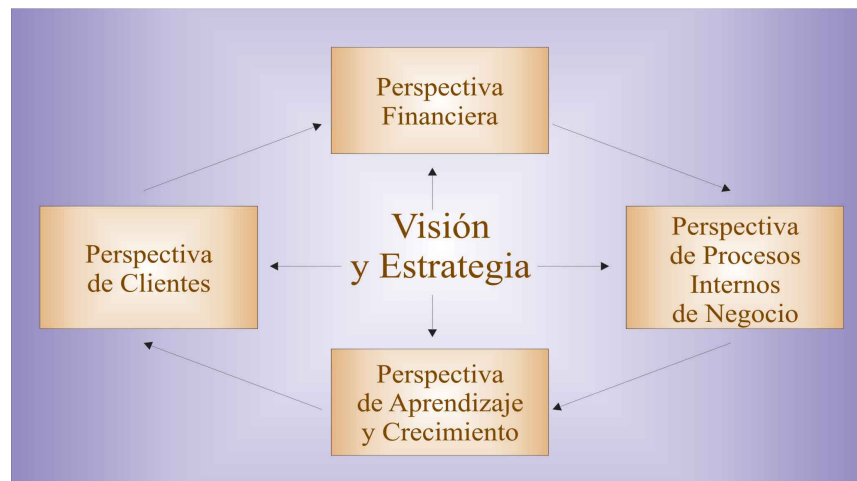 Perspectiva
Financiera
Visión
y Estrategia
Perspectiva
de Clientes
Perspectiva
de Procesos
Internos
de Negocio
Perspectiva
de Aprendizaje
y Crecimiento